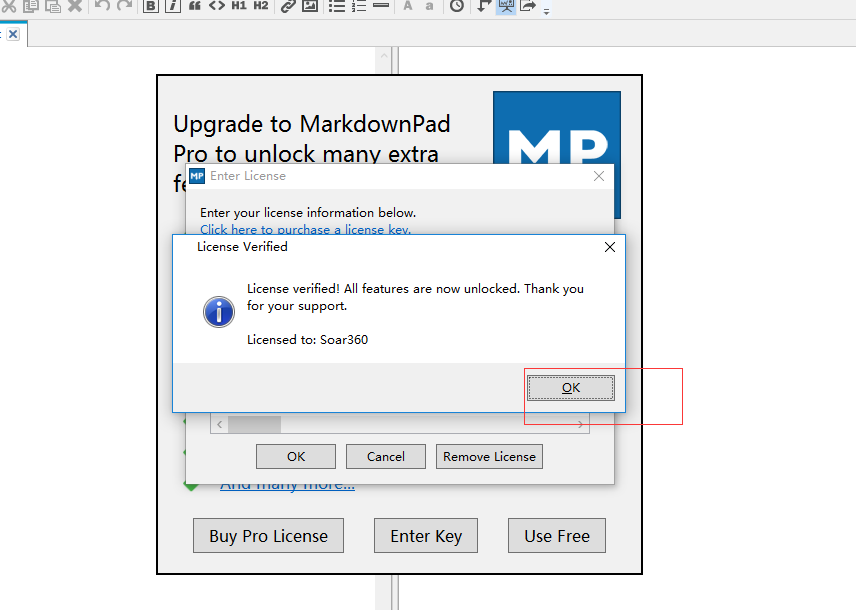 B i “ <> H1 H2 A a
Upgrade to MarkdownPad
Pro to unlock many extra
MP
MP Enter License
Enter your license information below.
Click here to purchase a license key.
License Verified
License verified! All features are now unlocked. Thank you
for your support.
Licensed to: Soar360
OK
OK Cancel Remove License
And many more...
Buy Pro License Enter Key Use Free